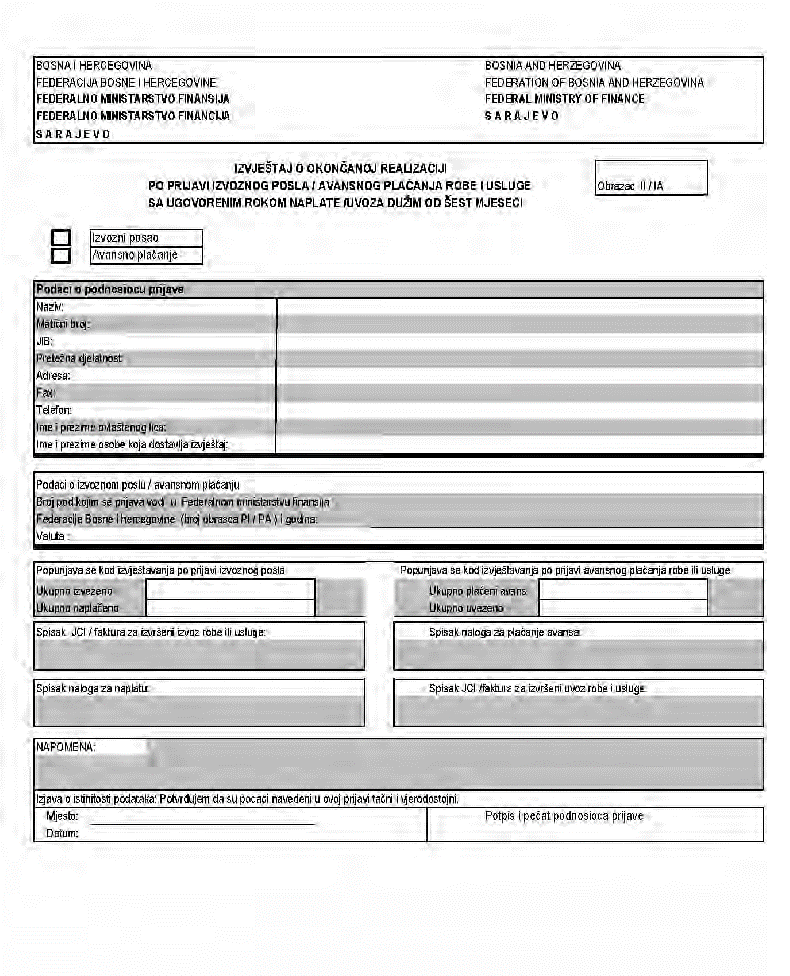 BOSNA I HERCEGOVINA
FEDERACIJA BOSNE I HERCEGOVINE
FEDERALNO MINISTARSTVO FINANSIJA
FEDERALNO MINISTARSTVO FINANCIJA
S A R A J E V O
BOSNIA AND HERZEGOVINA
FEDERATION OF BOSNIA AND HERZEGOVINA
FEDERAL MINISTRY OF FINANCE
S A R A J E V O
IZVJEŠTAJ O OKONČANOJ REALIZACIJI
PO PRIJAVI IZVOZNOG POSLA / AVANSNOG PLAČANJA ROBE I USLUGE
SA UGOVORENIM ROKOM NAPLATE /UVOZA DUŽIM OD ŠEST MJESECI
Obrazac II / IA
Izvozni posao
Avansno plačanje
Podaci o podnosiocu prijave
Naziv:
Matični broj:
JIB:
Pretežna djelatnost:
Adresa:
Fax:
Telefon:
Ime i prezime ovlaštenog lica:
Ime i prezime osobe koja dostavlja izvještaj:
Podaci o izvoznom poslu / avansnom plaćanju
Broj pod kojim se prijava vodi u Federalnom ministarstvu finansija
Federacije Bosne i hercegovine (broj obrasca PI / PA ) i godina:
Valuta :
Popunjava se kod izvještavanja po prijavi izvoznog posla
Ukupno izvezeno
Ukupno naplačeno
Popunjava se kod izvještavanja po prijavi avansnog plačanja robe ili usluge
Ukupno plačeni avans
Ukupno uvezeno
Spisak JCI / faktura za izvršeni izvoz robe ili usluge:
Spisak naloga za plačanje avansa:
Spisak naloga za naplatu:
Spisak JCI /faktura za izvršeni uvoz robe i usluge:
NAPOMENA:
Izjava o istinitosti podataka: Potvrđujem da su podaci navedeni u ovoj prijavi tačni i vjerodostojni.
Mjesto:
Datum:
Potpis i pečat podnosioca prijave